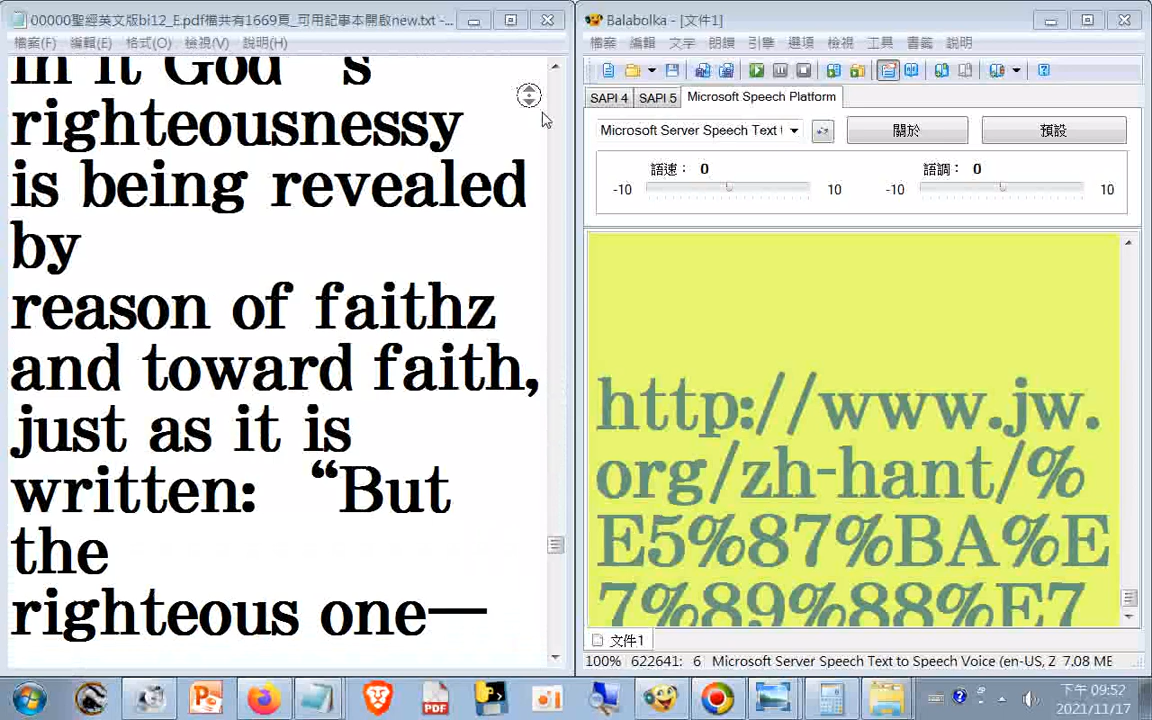 00000聖經英文版bi12_E.pdf檔共有1669頁_可用記事本開啟new.txt -...
檔案(F) 編輯(E) 格式(O) 檢視(V) 說明(H)
in it God’s
righteousnessy
is being revealed
by
reason of faithz
and toward faith,
just as it is
written: “But
the
righteous one—
Balabolka - [文件1]
檔案 編輯 文字 朗讀 引擎 選項 檢視 工具 書籤 說明
SAPI 4 SAPI 5 Microsoft Speech Platform
Microsoft Server Speech Text 關於 預設
語速： 0 語調： 0
-10 10 -10 10
http://www.jw.
org/zh-hant/%
E5%87%BA%E
7%89%88%E7
文件1
100% 622641: 6 Microsoft Server Speech Text to Speech Voice (en-US, Z 7.08 ME
PDF
下午 09:52
2021/11/17